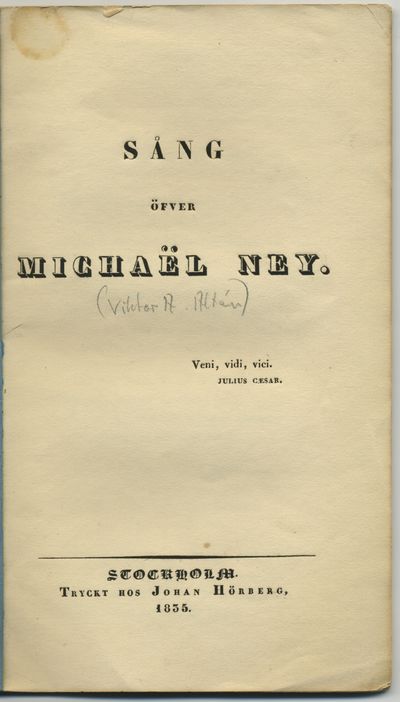 SÅNG
ÖFVER
MICHAËL NEY.
(Viktor A. Altén)
Veni, vidi, vici.
JULIUS CÆSAR.
STOCKHOLM.
TRYCKT HOS JOHAN HÖRBERG,
1835.